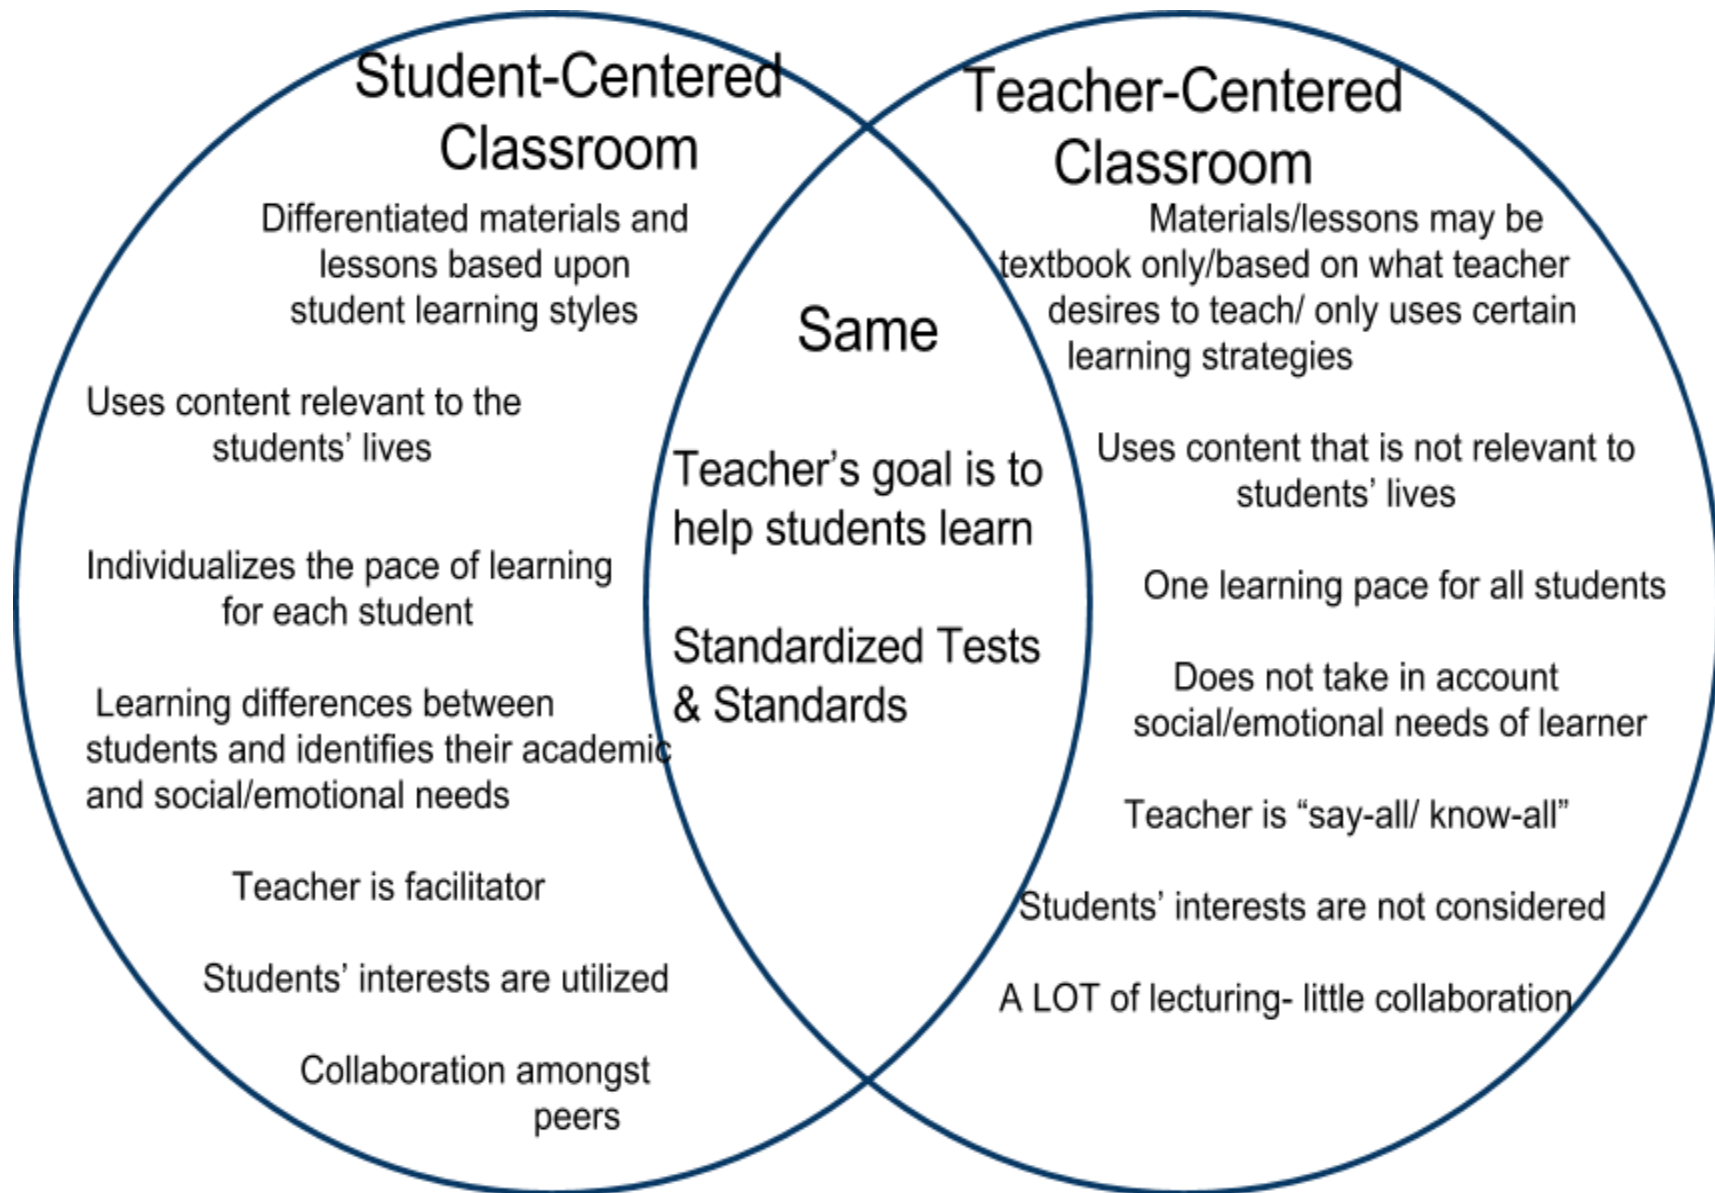 Student-Centered
Classroom
Differentiated materials and
lessons based upon
student learning styles
Uses content relevant to the
students’ lives
Individualizes the pace of learning
for each student
Learning differences between
students and identifies their academic
and social/emotional needs
Teacher is facilitator
Students’ interests are utilized
Collaboration amongst
peers
Same
Teacher’s goal is to
help students learn
Standardized Tests
& Standards
Teacher-Centered
Classroom
Materials/lessons may be
textbook only/based on what teacher
desires to teach/ only uses certain
learning strategies
Uses content that is not relevant to
students’ lives
One learning pace for all students
Does not take in account
social/emotional needs of learner
Teacher is “say-all/ know-all”
Students’ interests are not considered
A LOT of lecturing- little collaboration